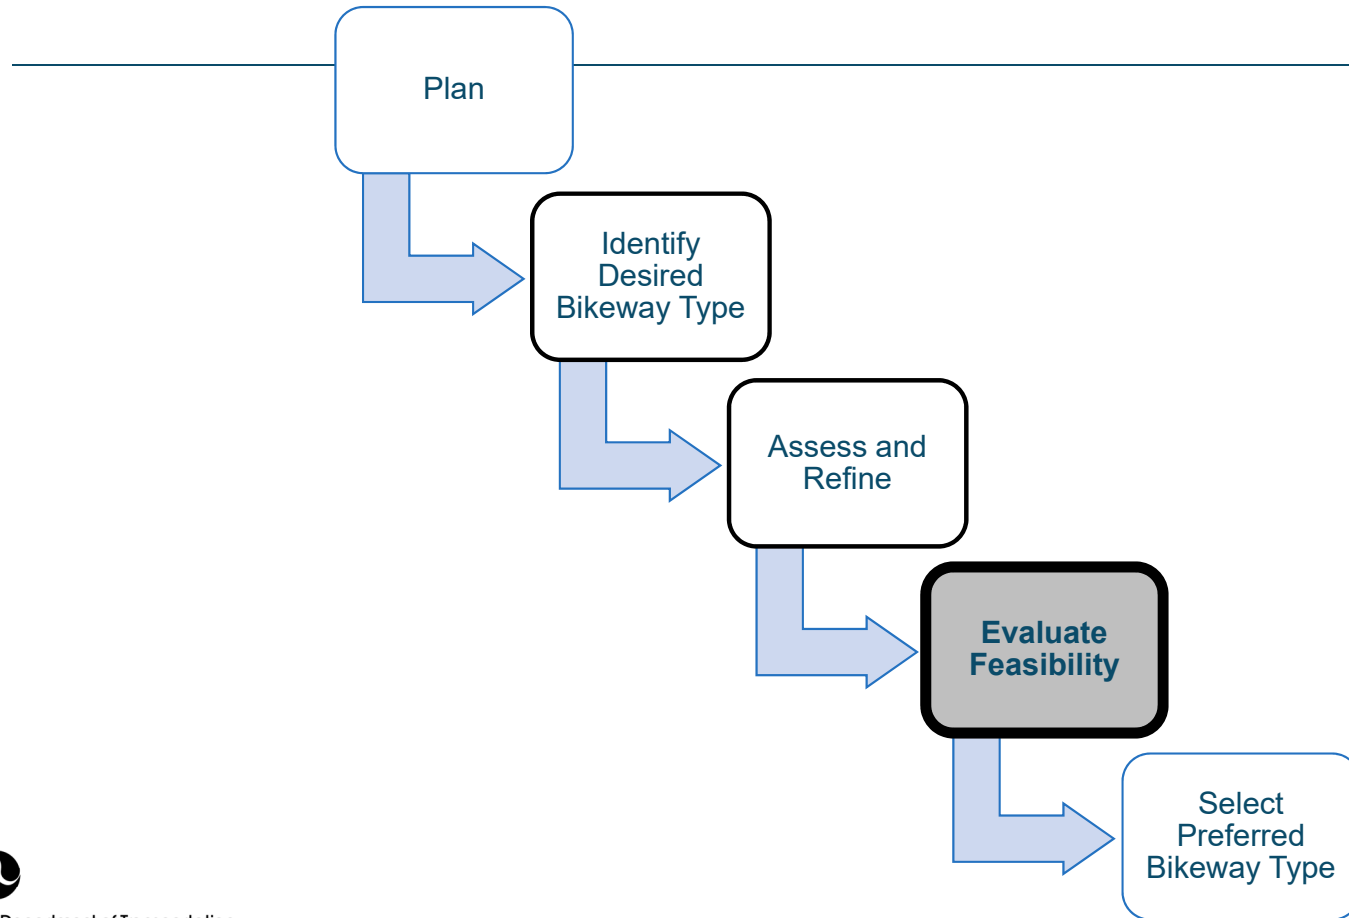 Plan
Identify
Desired
Bikeway Type
Assess and
Refine
Evaluate
Feasibility
Select
Preferred
Bikeway Type